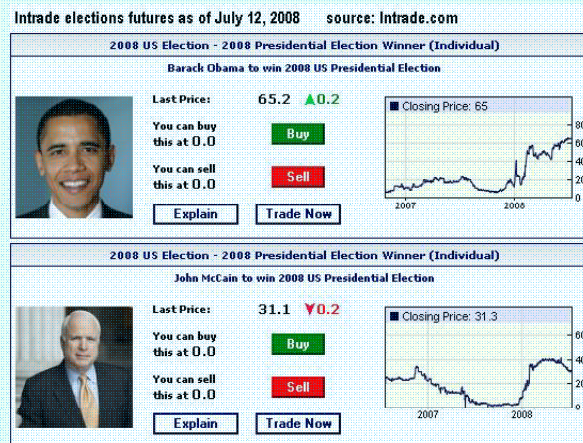 Intrade elections futures as of July 12, 2008 source: Intrade.com
2008 US Election - 2008 Presidential Election Winner (Individual)
Barack Obama to win 2008 US Presidential Election
Last Price: 65.2 ▲0.2
You can buy
this at 0.0
Buy
You can sell
this at 0.0
Sell
Explain
Trade Now
Closing Price: 65
80
60
40
20
0
2007 2008
2008 US Election - 2008 Presidential Election Winner (Individual)
John McCain to win 2008 US Presidential Election
Last Price: 31.1 ▼0.2
You can buy
this at 0.0
Buy
You can sell
this at 0.0
Sell
Explain
Trade Now
Closing Price: 31.3
60
40
20
0
2007 2008